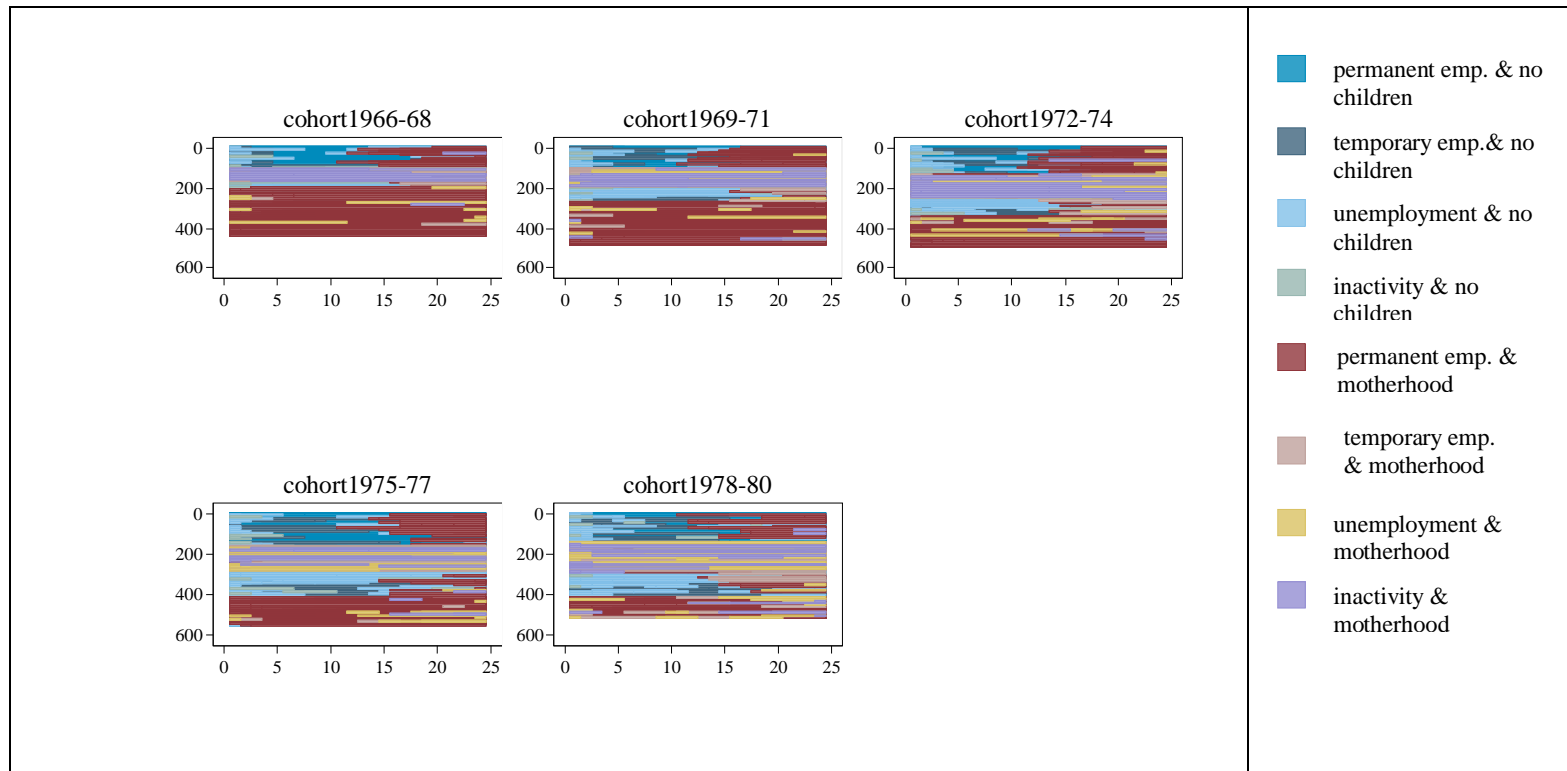 cohort1966-68
cohort1969-71
cohort1972-74
0
200
400
600
0 5 10 15 20 25
0
200
400
600
0 5 10 15 20 25
0
200
400
600
0 5 10 15 20 25
cohort1975-77
cohort1978-80
0
200
400
600
0 5 10 15 20 25
0
200
400
600
0 5 10 15 20 25
permanent emp. & no
children
temporary emp.& no
children
unemployment & no
children
inactivity & no
children
permanent emp. &
motherhood
temporary emp.
& motherhood
unemployment &
motherhood
inactivity &
motherhood